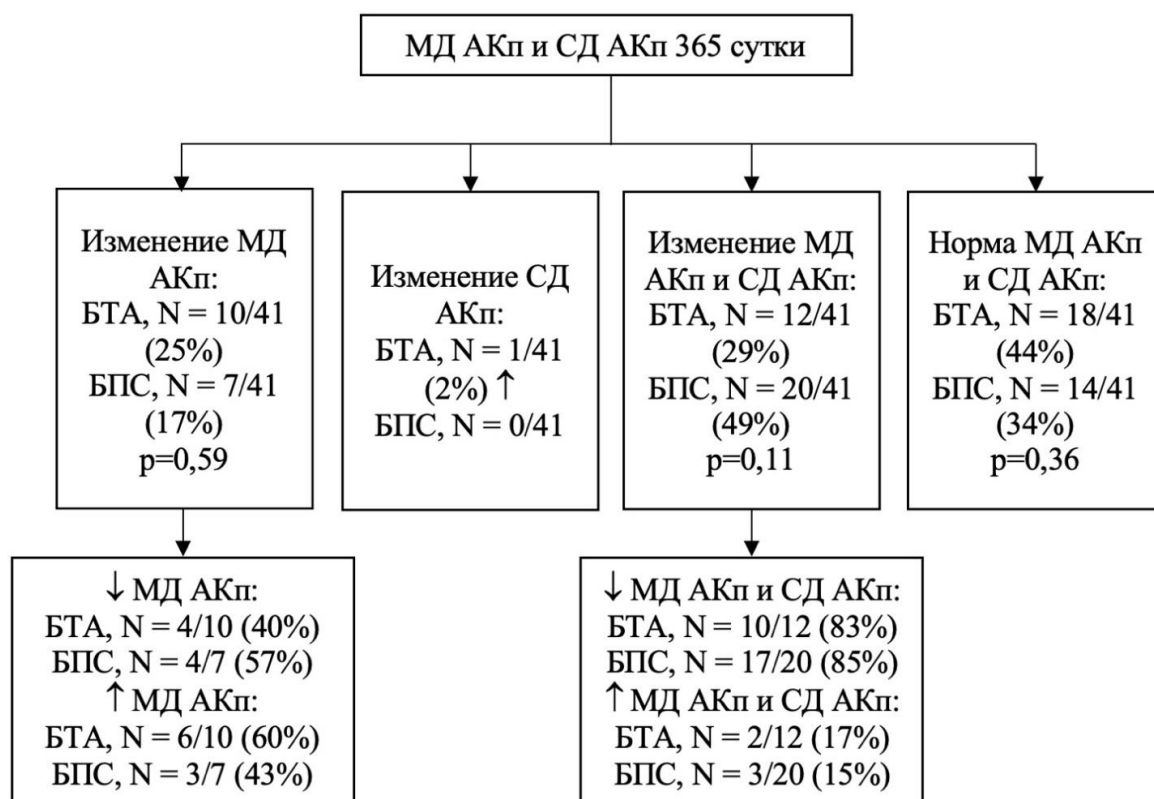 МД АКп и СД АКп 365 сутки
Изменение МД
АКп:
БТА, N = 10/41
(25%)
БПС, N = 7/41
(17%)
p=0,59
Изменение СД
АКп:
БТА, N = 1/41
(2%) ↑
БПС, N = 0/41
Изменение МД
АКп и СД АКп:
БТА, N = 12/41
(29%)
БПС, N = 20/41
(49%)
p=0,11
Норма МД АКп
и СД АКп:
БТА, N = 18/41
(44%)
БПС, N = 14/41
(34%)
p=0,36
↓ МД АКп:
БТА, N = 4/10 (40%)
БПС, N = 4/7 (57%)
↑ МД АКп:
БТА, N = 6/10 (60%)
БПС, N = 3/7 (43%)
↓ МД АКп и СД АКп:
БТА, N = 10/12 (83%)
БПС, N = 17/20 (85%)
↑ МД АКп и СД АКп:
БТА, N = 2/12 (17%)
БПС, N = 3/20 (15%)